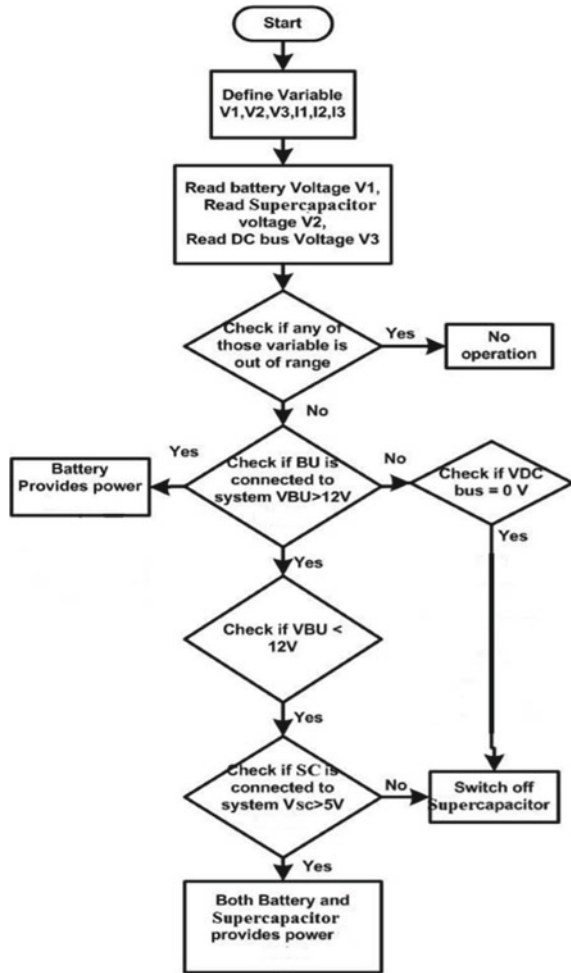 Start
Define Variable
V1,V2,V3,I1,I2,I3
Read battery Voltage V1,
Read Supercapacitor
voltage V2,
Read DC bus Voltage V3
Check if any of
those variable is
out of range
Yes
No
operation
No
Yes
Battery
Provides power
Check if BU is
connected to
system VBU>12V
No
Check if VDC
bus = 0 V
Yes
Yes
Check if VBU <
12V
Yes
Check if SC is
connected to
system Vsc>5V
No
Switch off
Supercapacitor
Yes
Both Battery and
Supercapacitor
provides power